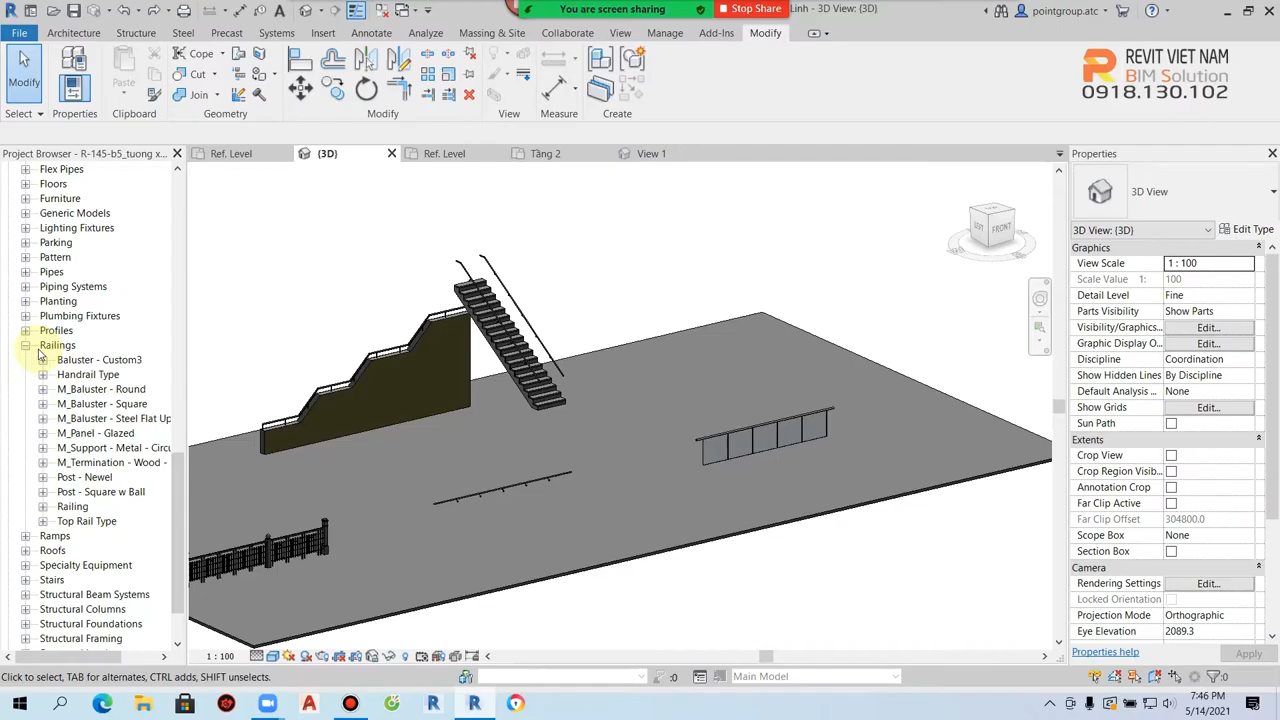 You are screen sharing
Stop Share
Linh - 3D View: {3D}
pointgroup.atc
File
Architecture
Structure
Steel
Precast
Systems
Insert
Annotate
Analyze
Massing & Site
Collaborate
View
Manage
Add-Ins
Modify
Modify
Paste
Cope
Cut
Join
Select
Properties
Clipboard
Geometry
Modify
View
Measure
Create
REVIT VIET NAM
BIM Solution
0918.130.102
Project Browser - R-145-b5_tuong x...
Ref. Level
{3D}
Ref. Level
Tầng 2
View 1
Flex Pipes
Floors
Furniture
Generic Models
Lighting Fixtures
Parking
Pattern
Pipes
Piping Systems
Planting
Plumbing Fixtures
Profiles
Railings
Baluster - Custom3
Handrail Type
M_Baluster - Round
M_Baluster - Square
M_Baluster - Steel Flat Up
M_Panel - Glazed
M_Support - Metal - Circu
M_Termination - Wood -
Post - Newel
Post - Square w Ball
Railing
Top Rail Type
Ramps
Roofs
Specialty Equipment
Stairs
Structural Beam Systems
Structural Columns
Structural Foundations
Structural Framing
LEFT
FRONT
Properties
3D View
3D View: {3D}
Edit Type
Graphics
View Scale 1 : 100
Scale Value 1: 100
Detail Level Fine
Parts Visibility Show Parts
Visibility/Graphics... Edit...
Graphic Display O... Edit...
Discipline Coordination
Show Hidden Lines By Discipline
Default Analysis ... None
Show Grids Edit...
Sun Path
Extents
Crop View
Crop Region Visib...
Annotation Crop
Far Clip Active
Far Clip Offset 304800.0
Scope Box None
Section Box
Camera
Rendering Settings Edit...
Locked Orientation
Projection Mode Orthographic
Eye Elevation 2089.3
Properties help
Apply
1 : 100
Click to select, TAB for alternates, CTRL adds, SHIFT unselects.
:0
Main Model
:0
7:46 PM
5/14/2021